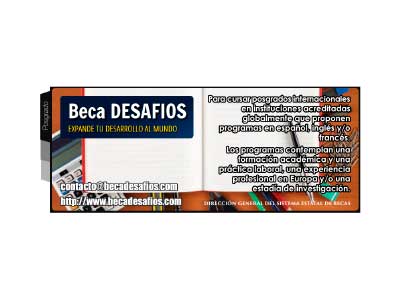 Posgrado
Beca DESAFIOS
EXPANDE TU DESARROLLO AL MUNDO
Para cursar posgrados internacionales
en instituciones acreditadas
globalmente que proponen
programas en español, inglés y/o
francés.
Los programas contemplan una
formación académica y una
práctica laboral, una experiencia
profesional en Europa y/o una
estadía de investigación.
contacto@becadesafios.com
http://www.becadesafios.com
DIRECCIÓN GENERAL DEL SISTEMA ESTATAL DE BECAS